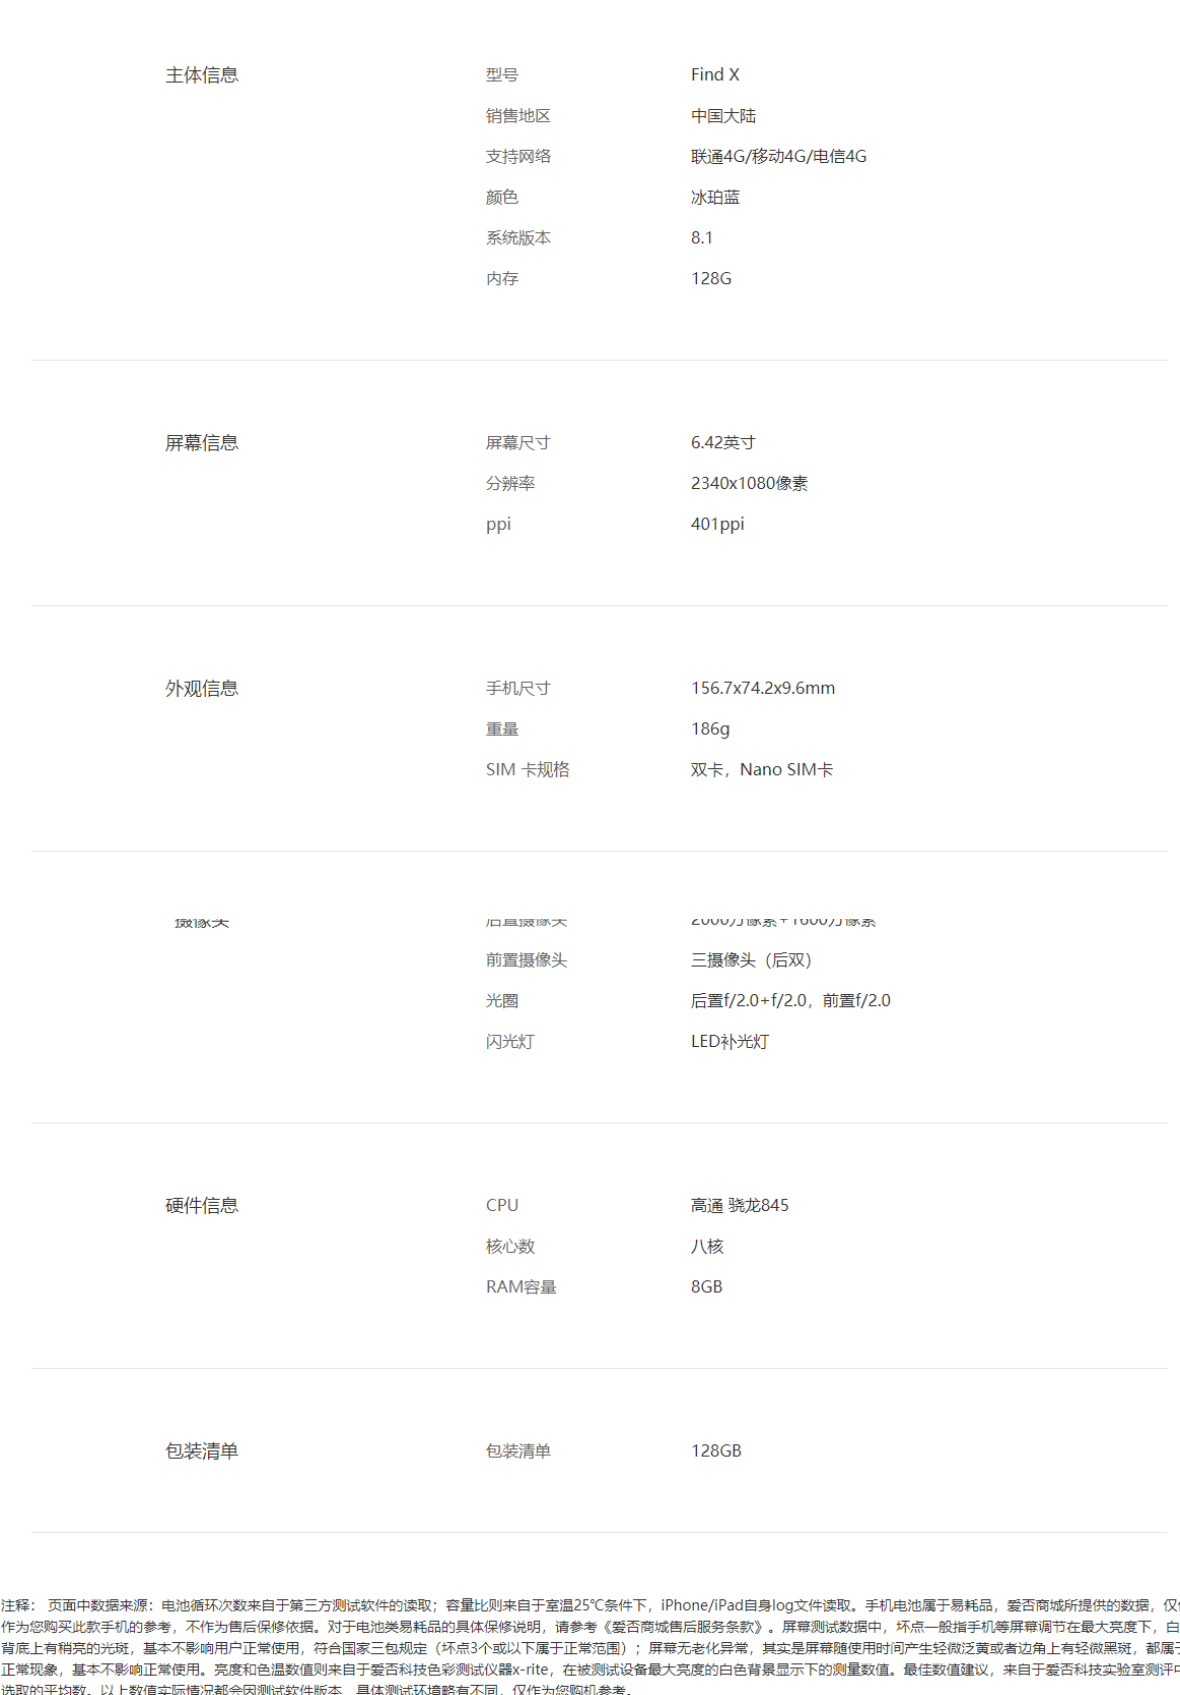 主体信息 型号 Find X
销售地区 中国大陆
支持网络 联通4G/移动4G/电信4G
颜色 冰珀蓝
系统版本 8.1
内存 128G
屏幕信息 屏幕尺寸 6.42英寸
分辨率 2340x1080像素
ppi 401ppi
外观信息 手机尺寸 156.7x74.2x9.6mm
重量 186g
SIM 卡规格 双卡，Nano SIM卡
摄像头 后置摄像头 2000万像素+1600万像素
前置摄像头 三摄像头（后双）
光圈 后置f/2.0+f/2.0，前置f/2.0
闪光灯 LED补光灯
硬件信息 CPU 高通 骁龙845
核心数 八核
RAM容量 8GB
包装清单 包装清单 128GB
注释： 页面中数据来源：电池循环次数来自于第三方测试软件的读取；容量比则来自于室温25℃条件下，iPhone/iPad自身log文件读取。手机电池属于易耗品，爱否商城所提供的数据，仅
作为您购买此款手机的参考，不作为售后保修依据。对于电池类易耗品的具体保修说明，请参考《爱否商城售后服务条款》。屏幕测试数据中，坏点一般指手机等屏幕调节在最大亮度下，白
背底上有稍亮的光斑，基本不影响用户正常使用，符合国家三包规定（坏点3个或以下属于正常范围）；屏幕无老化异常，其实是屏幕随使用时间产生轻微泛黄或者边角上有轻微黑斑，都属于
正常现象，基本不影响正常使用。亮度和色温数值则来自于爱否科技色彩测试仪器x-rite，在被测试设备最大亮度的白色背景显示下的测量数值。最佳数值建议，来自于爱否科技实验室测评中
选取的平均数。以上数值实际情况都会因测试软件版本、具体测试环境略有不同，仅作为您购机参考。